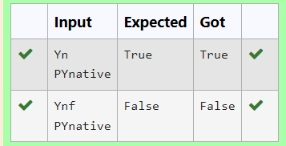 Input Expected Got
Yn True True
PYnative
Ynf False False
PYnative